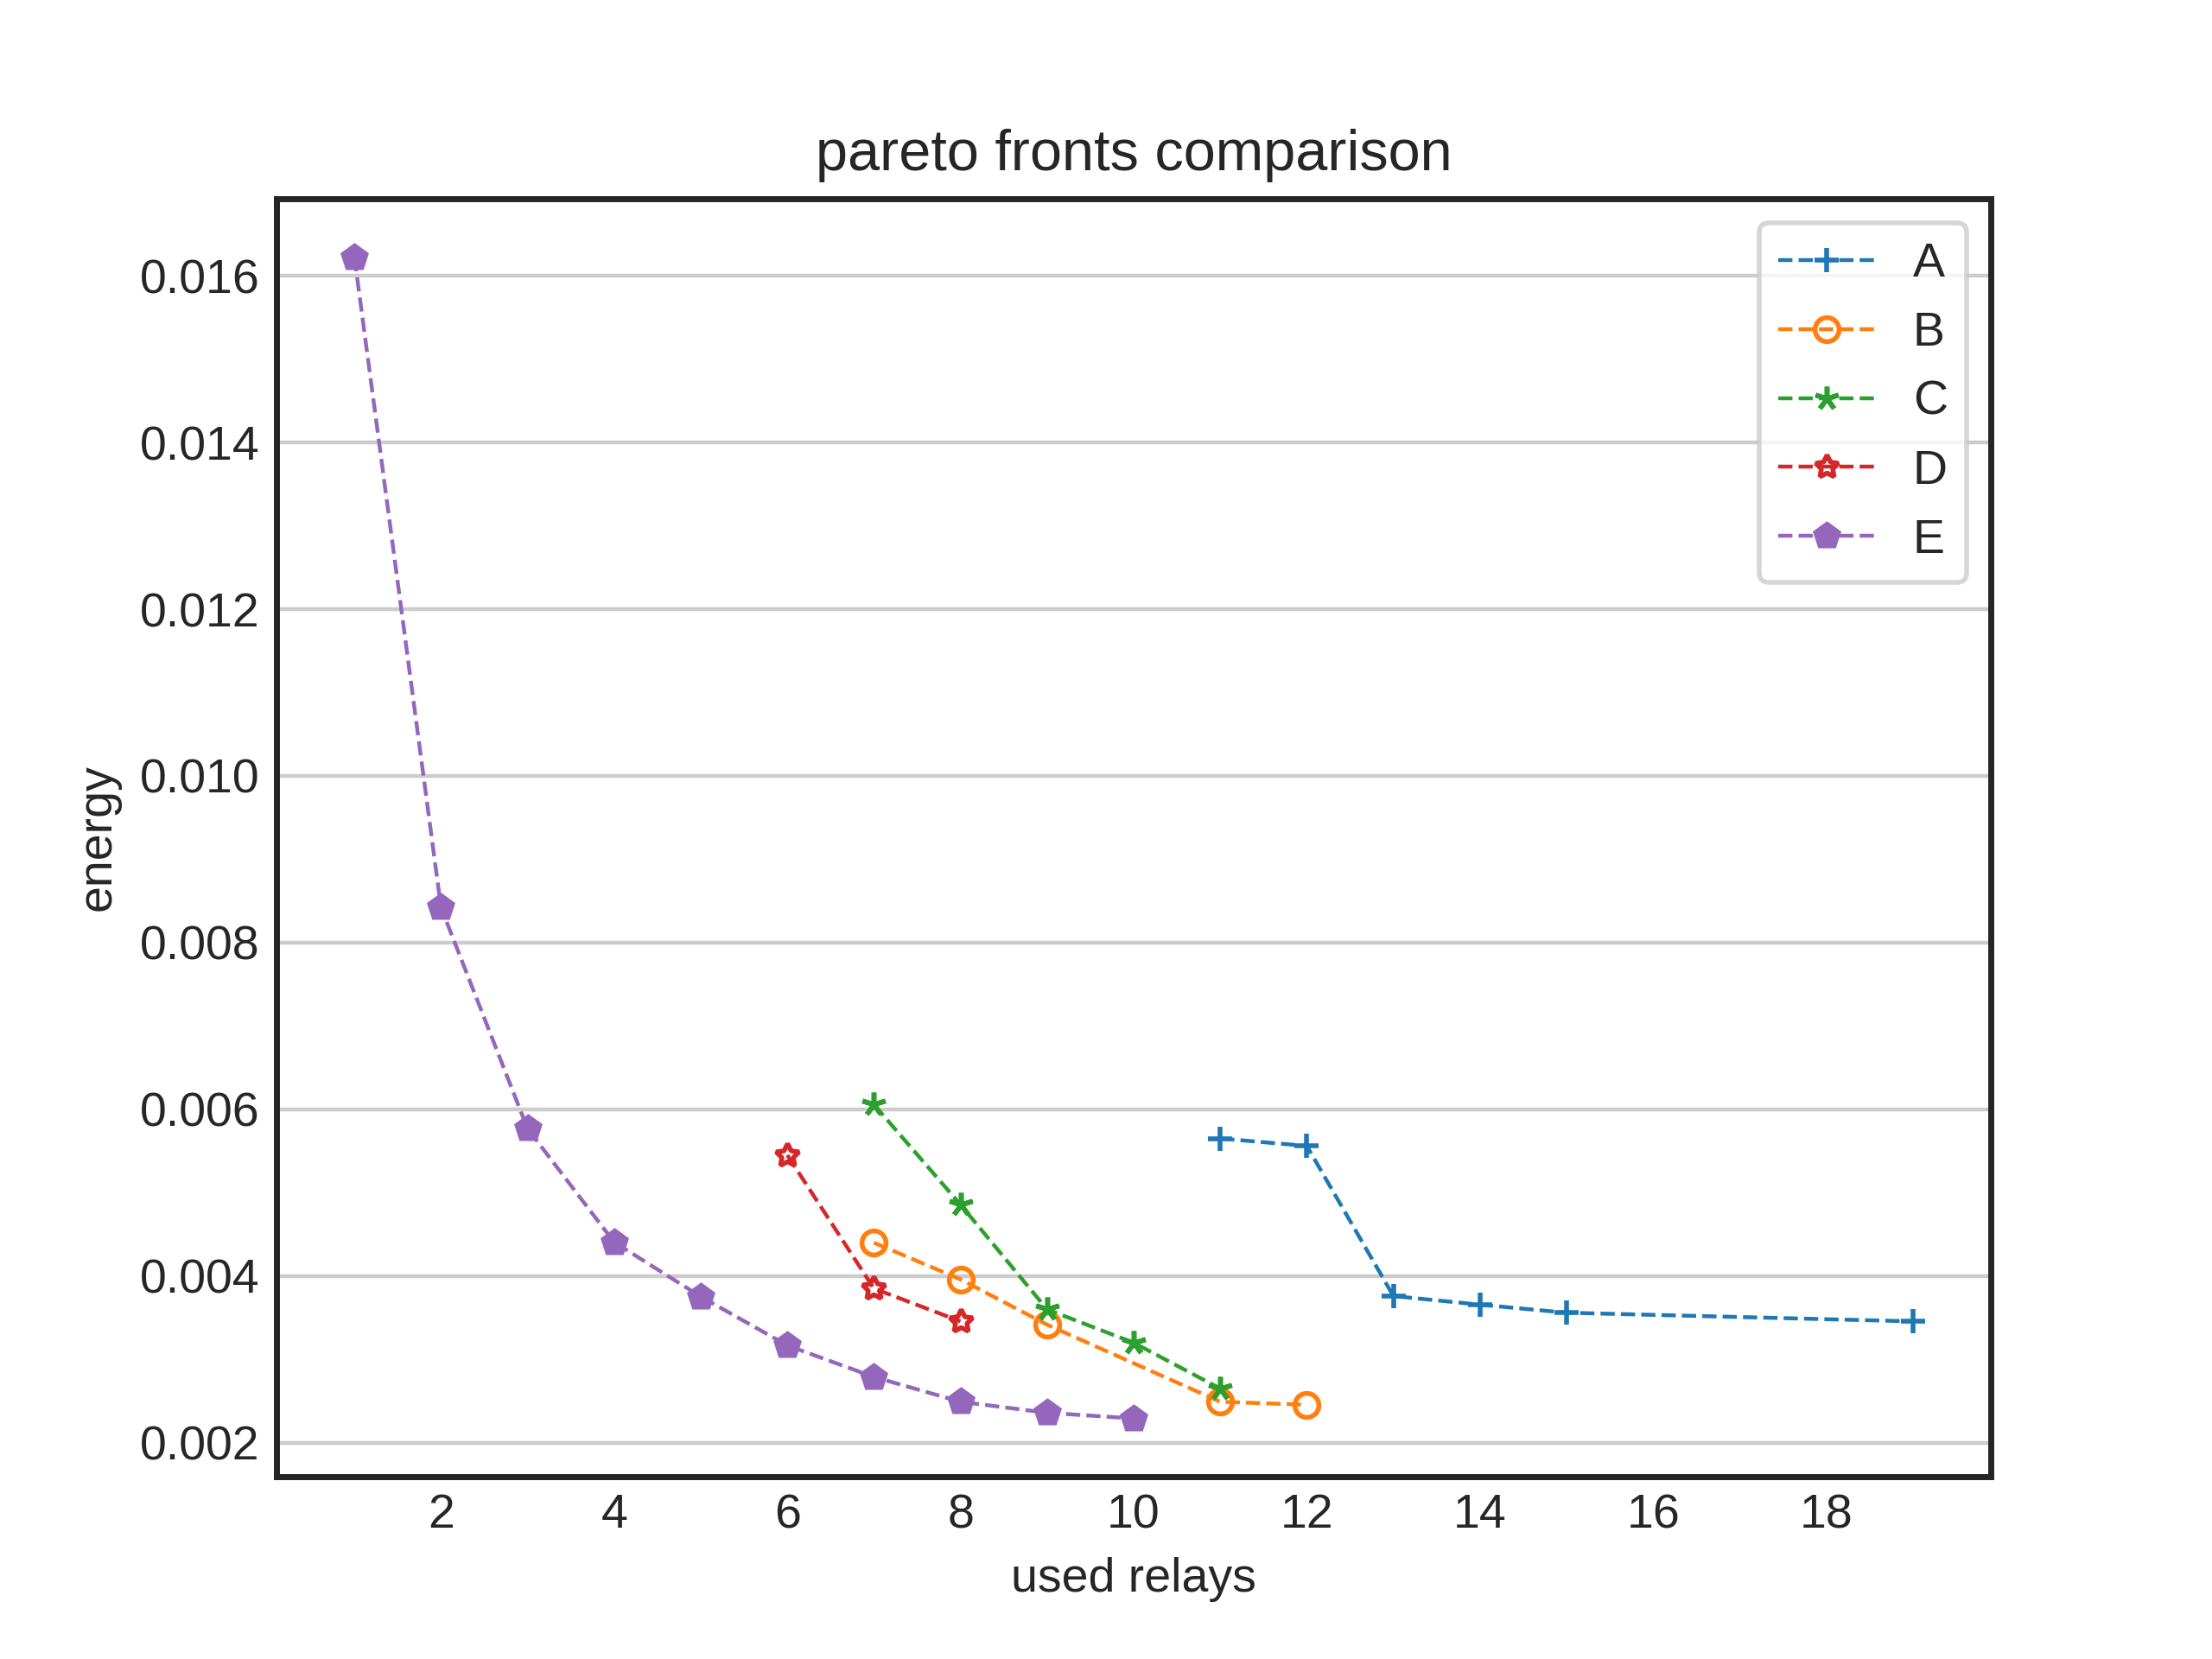 pareto fronts comparison
A
B
C
D
E
0.016
0.014
0.012
0.010
0.008
0.006
0.004
0.002
energy
2 4 6 8 10 12 14 16 18
used relays